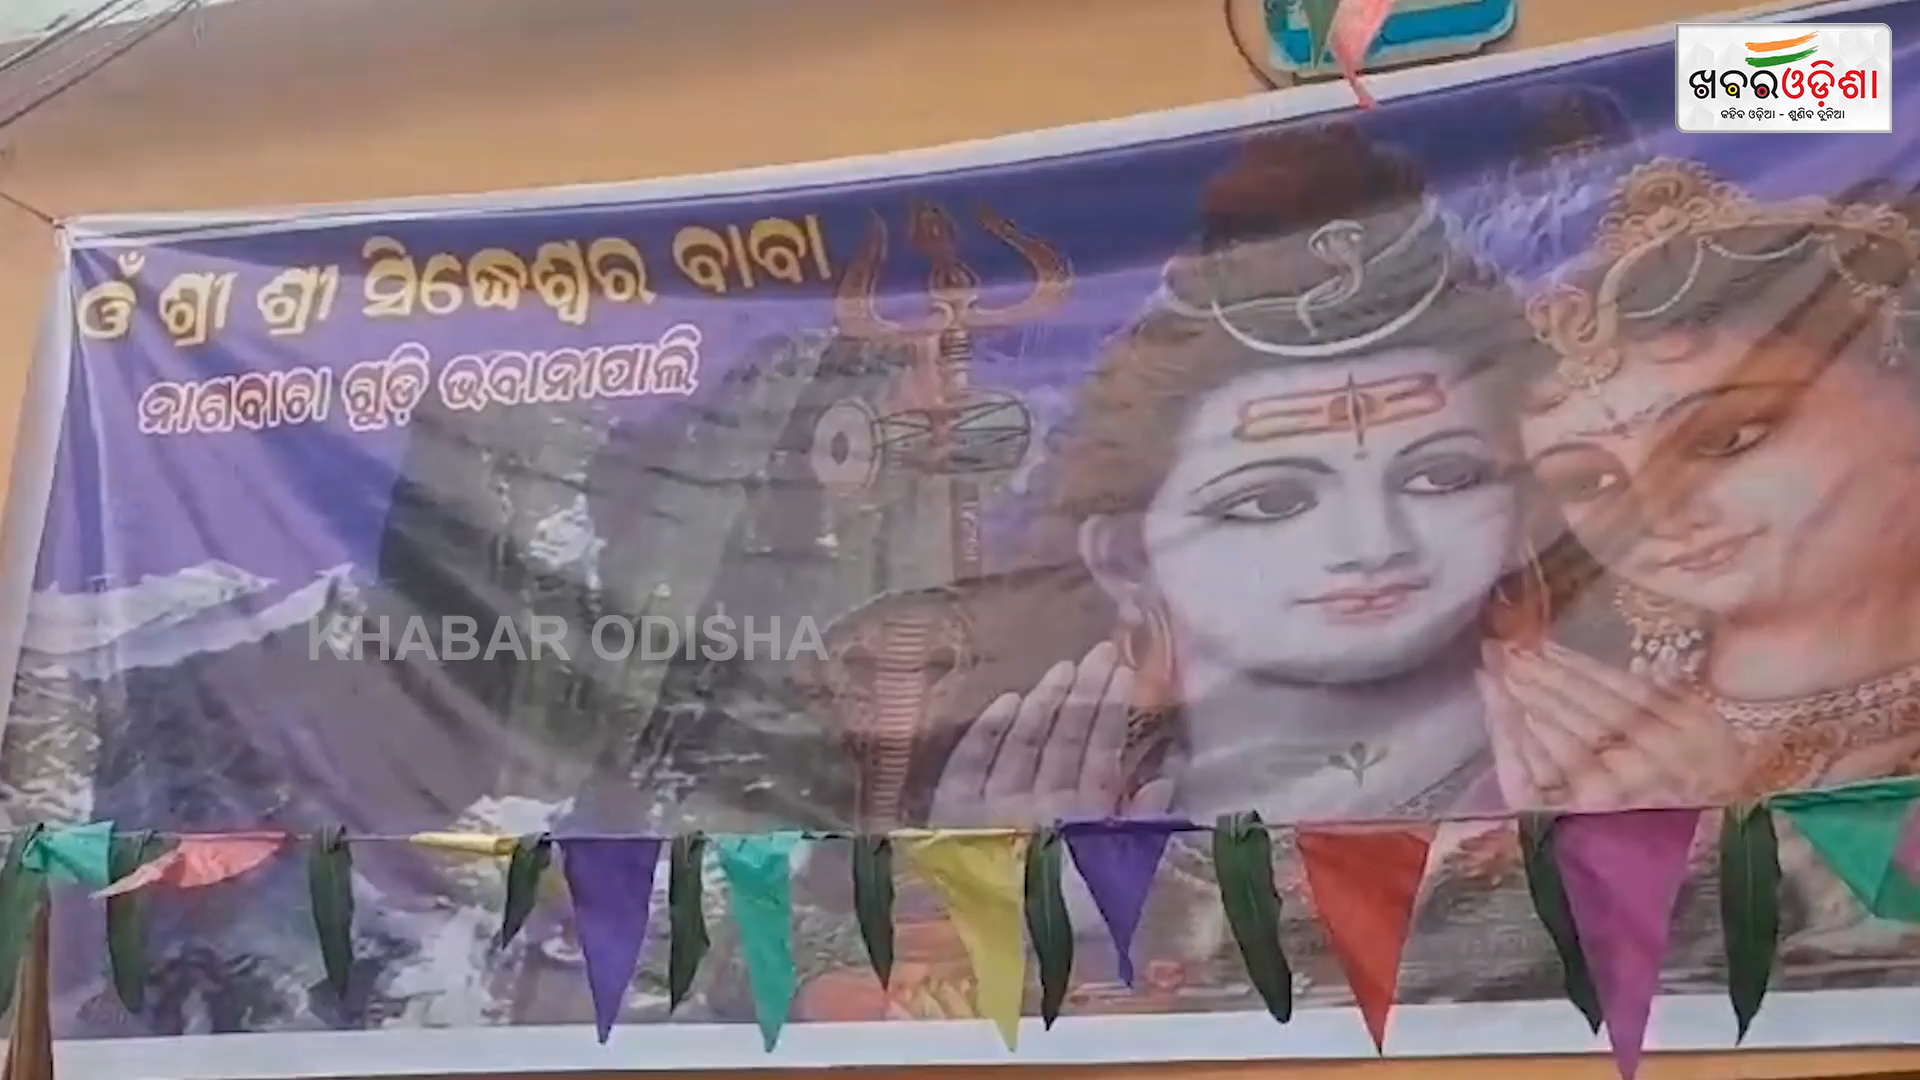 ଖବରଓଡ଼ିଶା
କହିବ ଓଡ଼ିଆ - ଶୁଣିବ ଦୁନିଆ
ଓଁ ଶ୍ରୀ ଶ୍ରୀ ସିଦ୍ଧେଶ୍ୱର ବାବା
ନାଗବାଟା ଗୁଡ଼ି ଭବାନୀପାଲି
KHABAR ODISHA